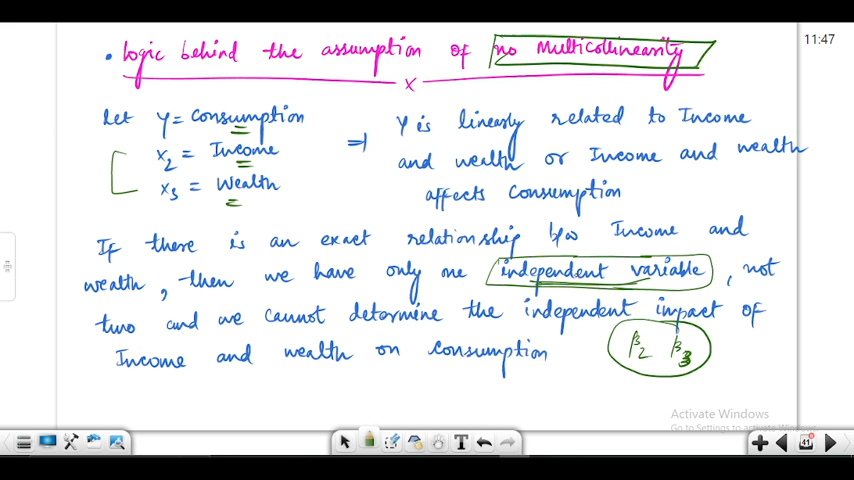 • logic behind the assumption of no Multicollinearity
11:47
x
Let Y = Consumption
X2 = Income
X3 = Wealth
⇒ Y is linearly related to Income
and wealth or Income and wealth
affects Consumption
If there is an exact relationship b/w Income and
wealth, then we have only one independent variable, not
two and we cannot determine the independent impact of
Income and wealth on consumption
β2 β3
Activate Windows
Go to Settings to activate Windows.
T
41